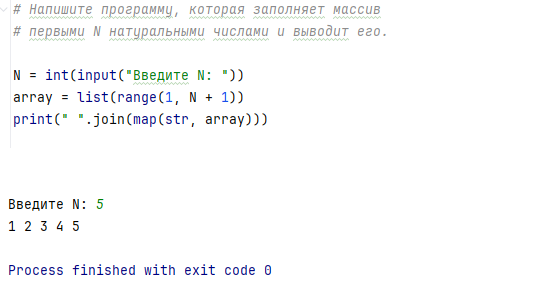 # Напишите программу, которая заполняет массив
# первыми N натуральными числами и выводит его.
N = int(input("Введите N: "))
array = list(range(1, N + 1))
print(" ".join(map(str, array)))
Введите N: 5
1 2 3 4 5
Process finished with exit code 0